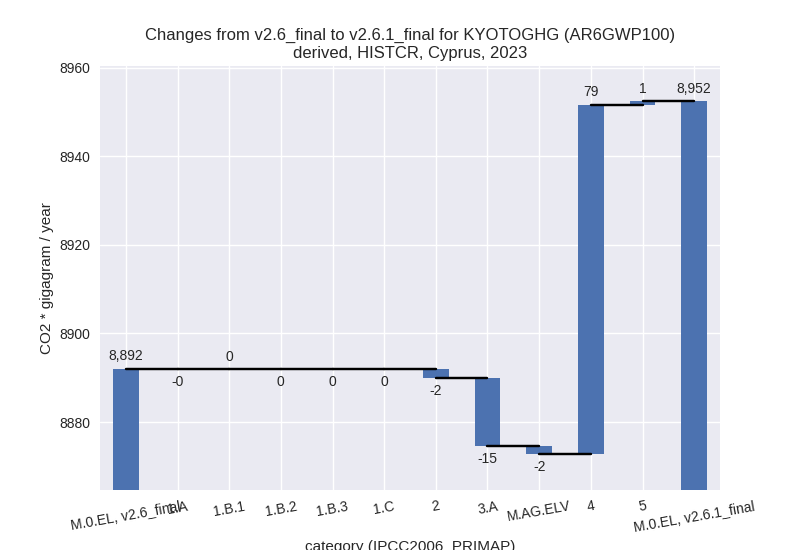 Changes from v2.6_final to v2.6.1_final for KYOTOGHG (AR6GWP100)
derived, HISTCR, Cyprus, 2023
8960
8940
8920
8900
8880
CO2 * gigagram / year
8,892
-0
0
0
0
0
-2
-15
-2
79
1
8,952
M.0.EL, v2.6_final
1.A
1.B.1
1.B.2
1.B.3
1.C
2
3.A
M.AG.ELV
4
5
M.0.EL, v2.6.1_final
category (IPCC2006_PRIMAP)